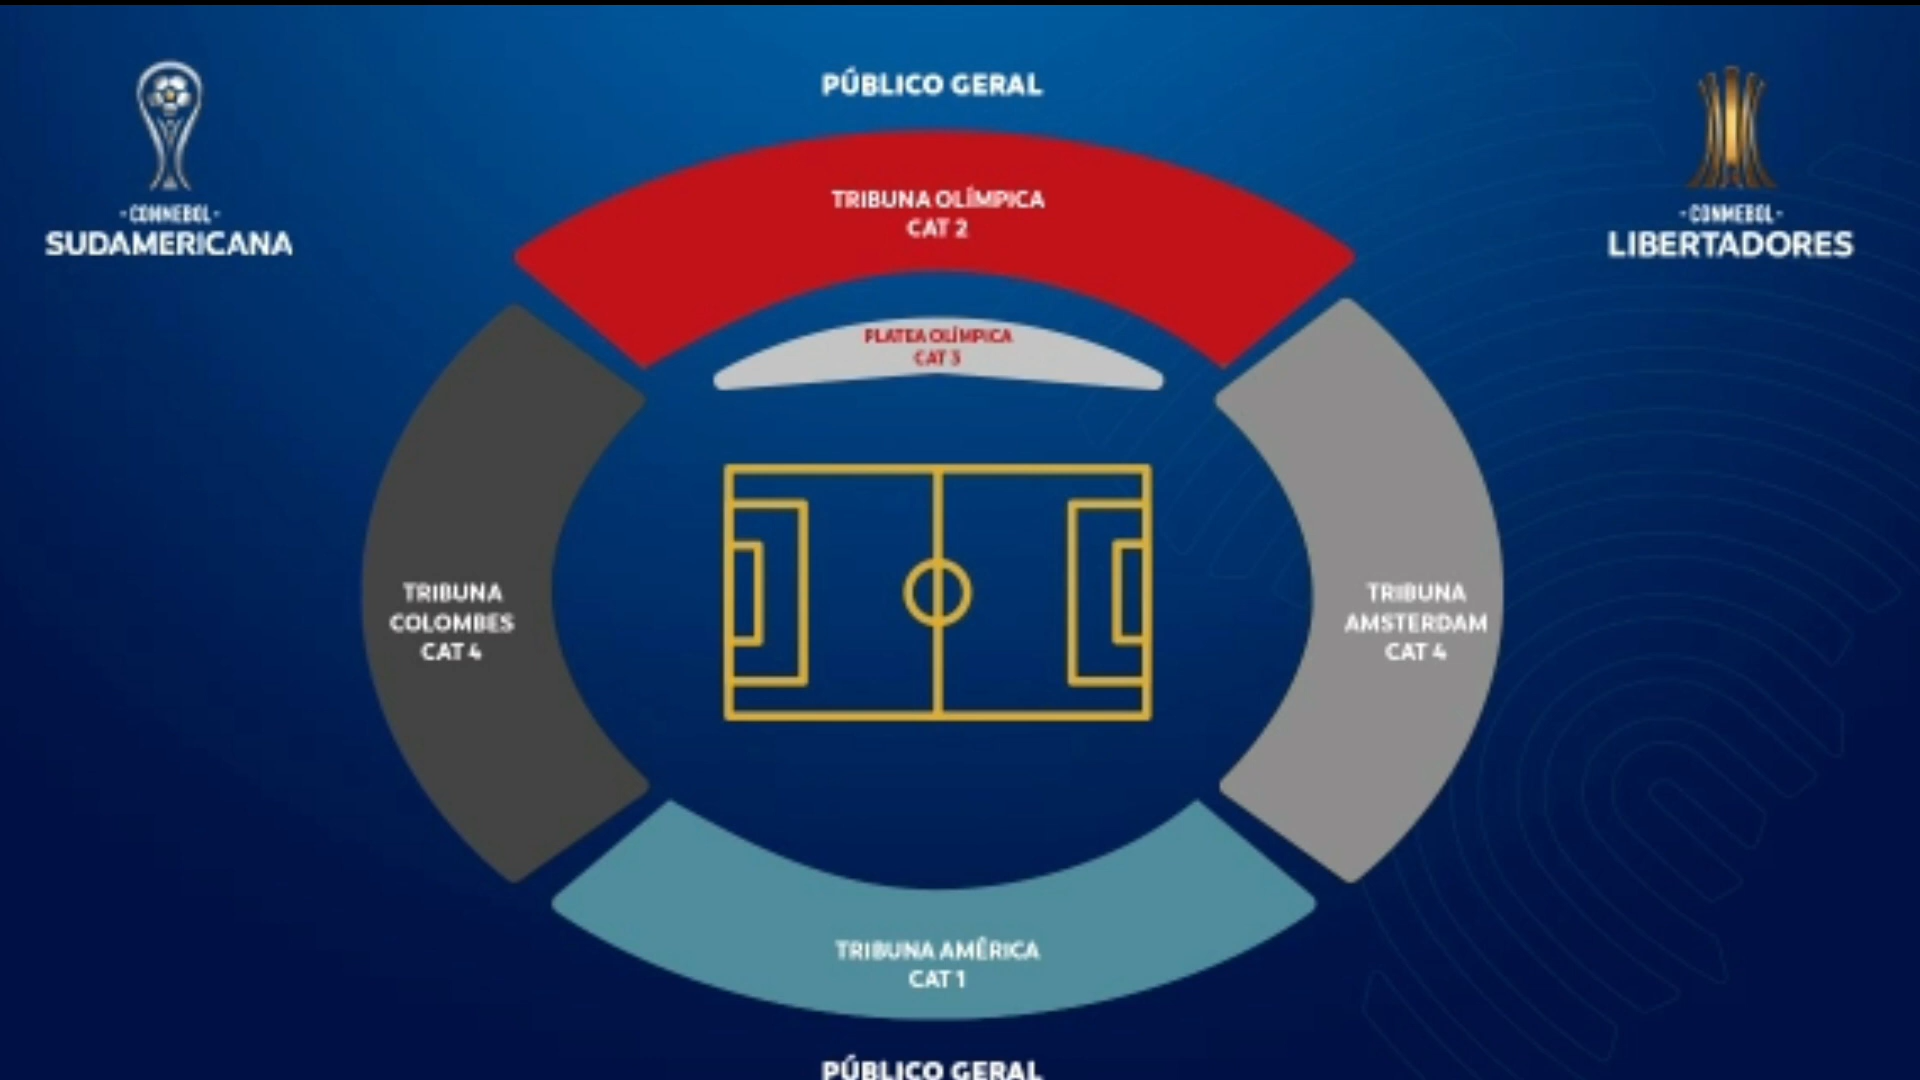 PÚBLICO GERAL
-CONMEBOL-
SUDAMERICANA
-CONMEBOL-
LIBERTADORES
TRIBUNA OLÍMPICA
CAT 2
PLATEA OLÍMPICA
CAT 3
TRIBUNA
COLOMBES
CAT 4
TRIBUNA
AMSTERDAM
CAT 4
TRIBUNA AMÉRICA
CAT 1
PÚBLICO GERAL